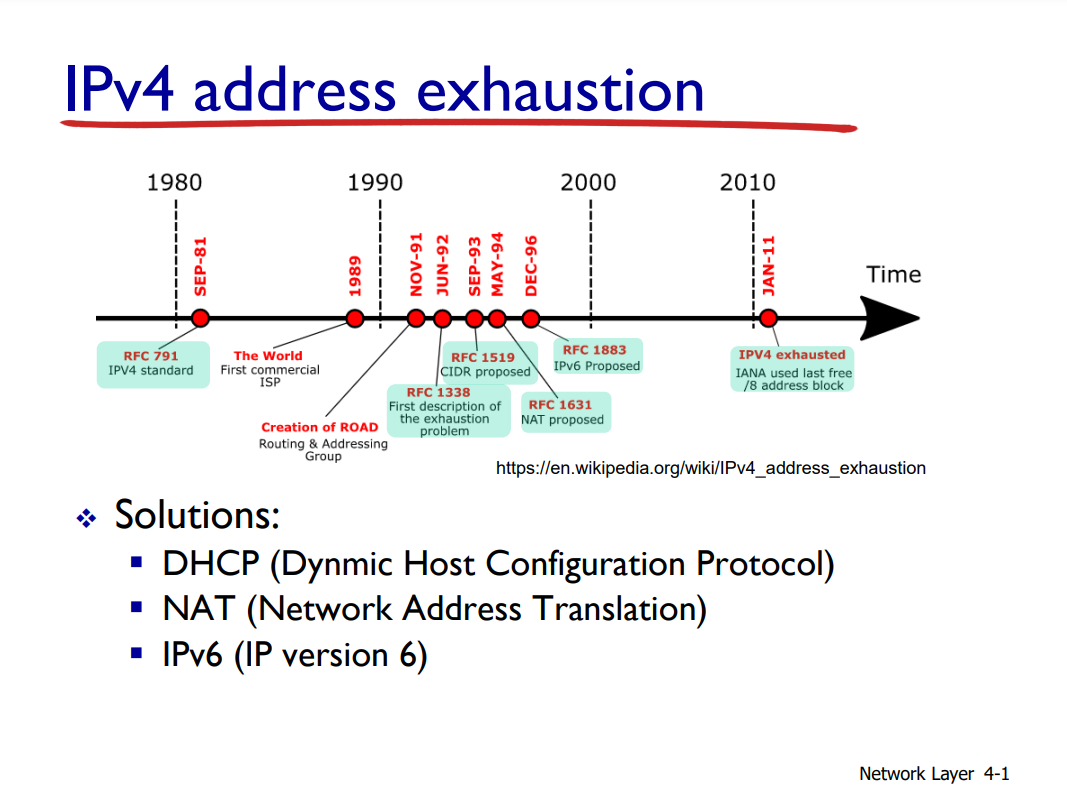 IPv4 address exhaustion
1980
1990
2000
2010
SEP-81
1989
NOV-91
JUN-92
SEP-93
MAY-94
DEC-96
JAN-11
Time
RFC 791
IPV4 standard
The World
First commercial
ISP
Creation of ROAD
Routing & Addressing
Group
RFC 1338
First description of
the exhaustion
problem
RFC 1519
CIDR proposed
RFC 1631
NAT proposed
RFC 1883
IPv6 Proposed
IPV4 exhausted
IANA used last free
/8 address block
https://en.wikipedia.org/wiki/IPv4_address_exhaustion
Solutions:
DHCP (Dynmic Host Configuration Protocol)
NAT (Network Address Translation)
IPv6 (IP version 6)
Network Layer 4-1